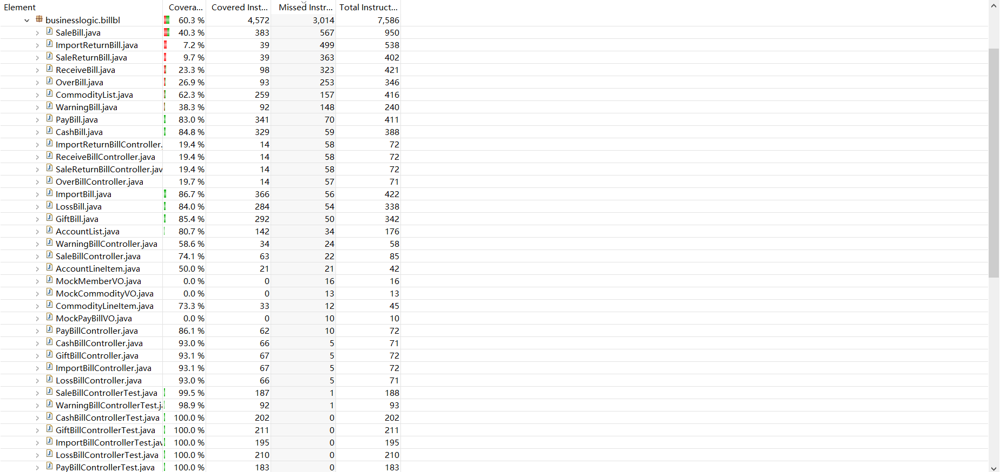 Element Covera... Covered Inst... Missed Instr... Total Instruct...
businesslogic.billbl 60.3 % 4,572 3,014 7,586
SaleBill.java 40.3 % 383 567 950
ImportReturnBill.java 7.2 % 39 499 538
SaleReturnBill.java 9.7 % 39 363 402
ReceiveBill.java 23.3 % 98 323 421
OverBill.java 26.9 % 93 253 346
CommodityList.java 62.3 % 259 157 416
WarningBill.java 38.3 % 92 148 240
PayBill.java 83.0 % 341 70 411
CashBill.java 84.8 % 329 59 388
ImportReturnBillController. 19.4 % 14 58 72
ReceiveBillController.java 19.4 % 14 58 72
SaleReturnBillController.jav 19.4 % 14 58 72
OverBillController.java 19.7 % 14 57 71
ImportBill.java 86.7 % 366 56 422
LossBill.java 84.0 % 284 54 338
GiftBill.java 85.4 % 292 50 342
AccountList.java 80.7 % 142 34 176
WarningBillController.java 58.6 % 34 24 58
SaleBillController.java 74.1 % 63 22 85
AccountLineItem.java 50.0 % 21 21 42
MockMemberVO.java 0.0 % 0 16 16
MockCommodityVO.java 0.0 % 0 13 13
CommodityLineItem.java 73.3 % 33 12 45
MockPayBillVO.java 0.0 % 0 10 10
PayBillController.java 86.1 % 62 10 72
CashBillController.java 93.0 % 66 5 71
GiftBillController.java 93.1 % 67 5 72
ImportBillController.java 93.1 % 67 5 72
LossBillController.java 93.0 % 66 5 71
SaleBillControllerTest.java 99.5 % 187 1 188
WarningBillControllerTest.ja 98.9 % 92 1 93
CashBillControllerTest.java 100.0 % 202 0 202
GiftBillControllerTest.java 100.0 % 211 0 211
ImportBillControllerTest.jav 100.0 % 195 0 195
LossBillControllerTest.java 100.0 % 210 0 210
PayBillControllerTest.java 100.0 % 183 0 183